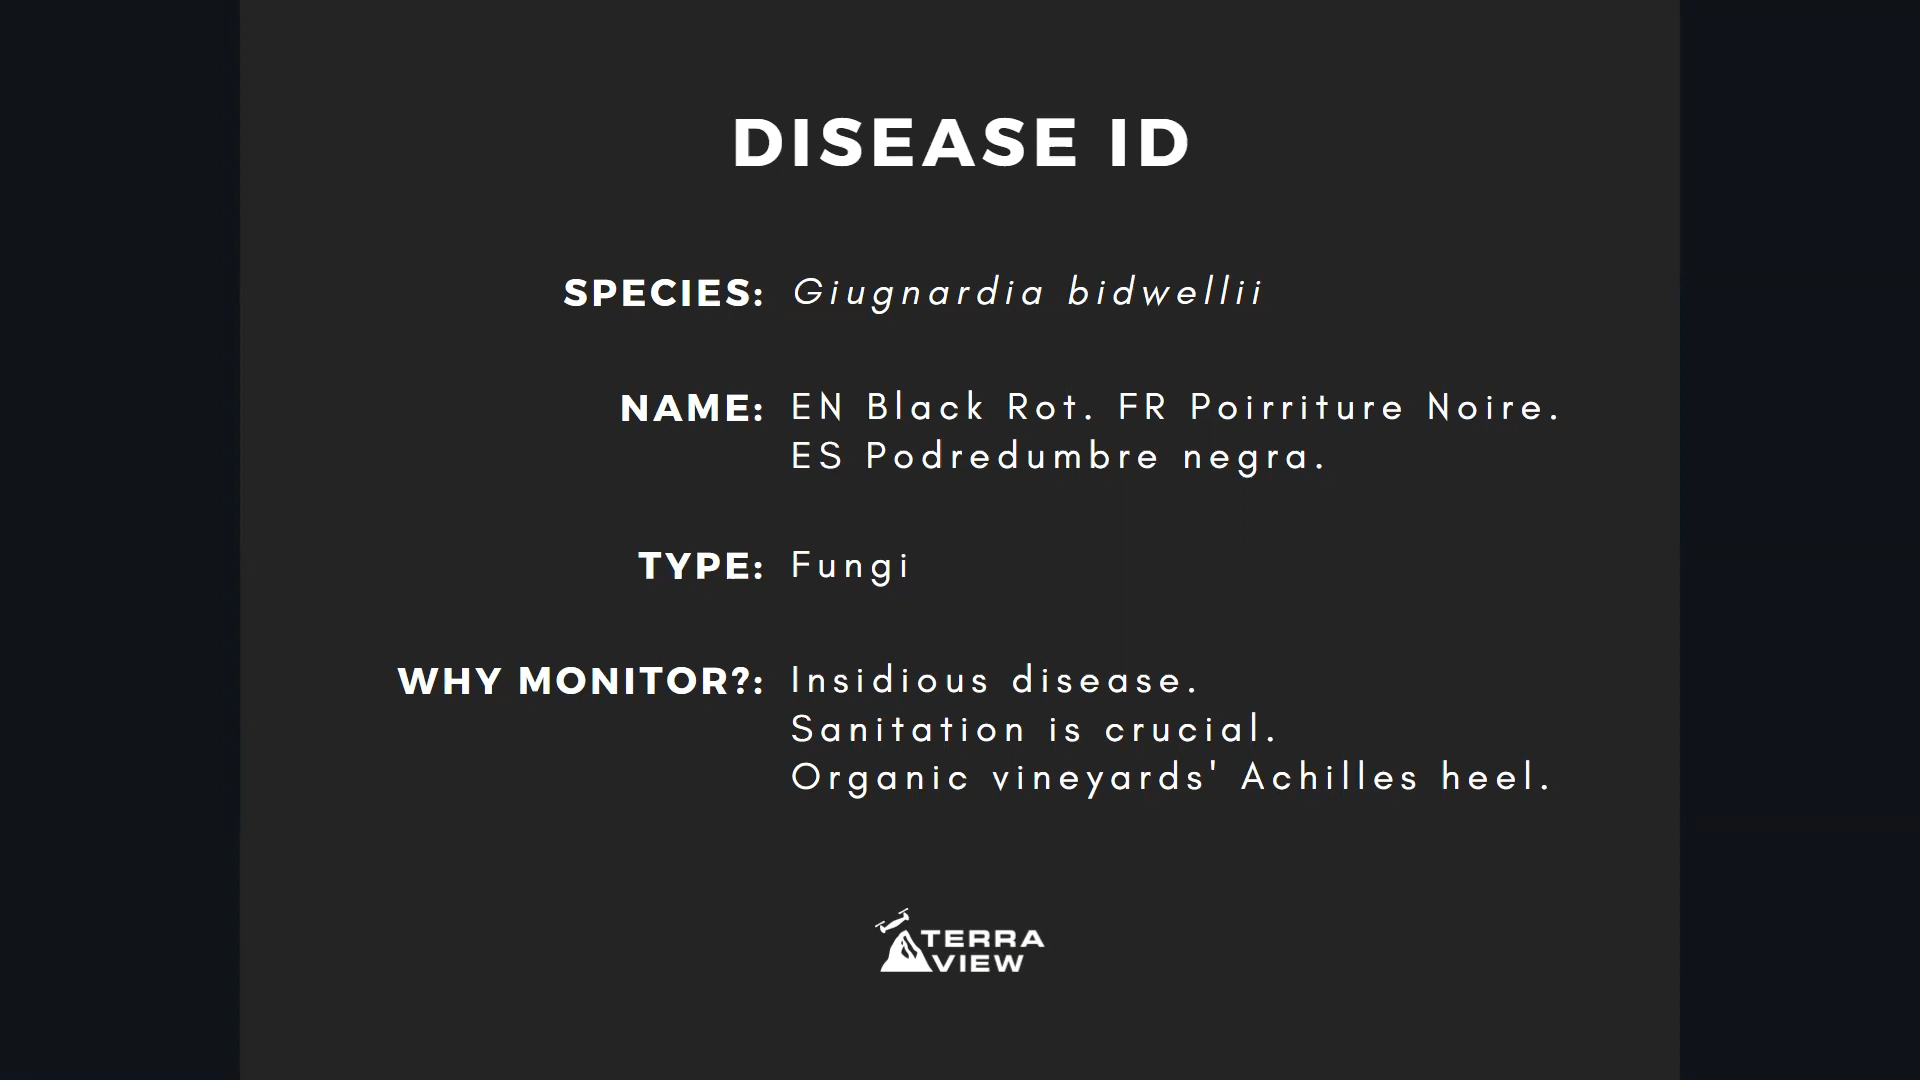 DISEASE ID
SPECIES: Giugnardia bidwellii
NAME: EN Black Rot. FR Poirriture Noire.
ES Podredumbre negra.
TYPE: Fungi
WHY MONITOR?: Insidious disease.
Sanitation is crucial.
Organic vineyards' Achilles heel.
TERRA
VIEW